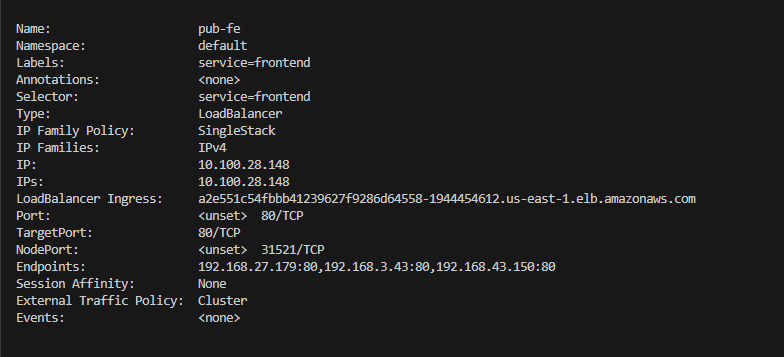 Name: pub-fe
Namespace: default
Labels: service=frontend
Annotations: <none>
Selector: service=frontend
Type: LoadBalancer
IP Family Policy: SingleStack
IP Families: IPv4
IP: 10.100.28.148
IPs: 10.100.28.148
LoadBalancer Ingress: a2e551c54fbbb41239627f9286d64558-1944454612.us-east-1.elb.amazonaws.com
Port: <unset> 80/TCP
TargetPort: 80/TCP
NodePort: <unset> 31521/TCP
Endpoints: 192.168.27.179:80,192.168.3.43:80,192.168.43.150:80
Session Affinity: None
External Traffic Policy: Cluster
Events: <none>